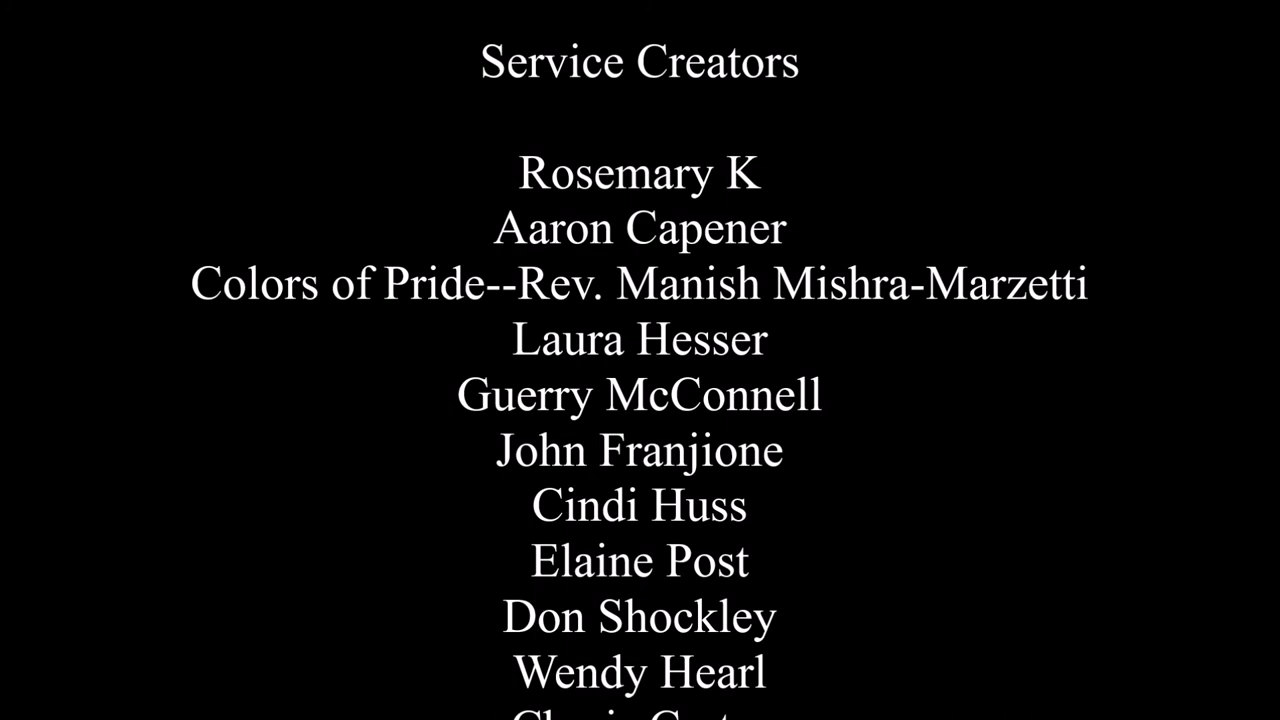 Service Creators
Rosemary K
Aaron Capener
Colors of Pride--Rev. Manish Mishra-Marzetti
Laura Hesser
Guerry McConnell
John Franjione
Cindi Huss
Elaine Post
Don Shockley
Wendy Hearl